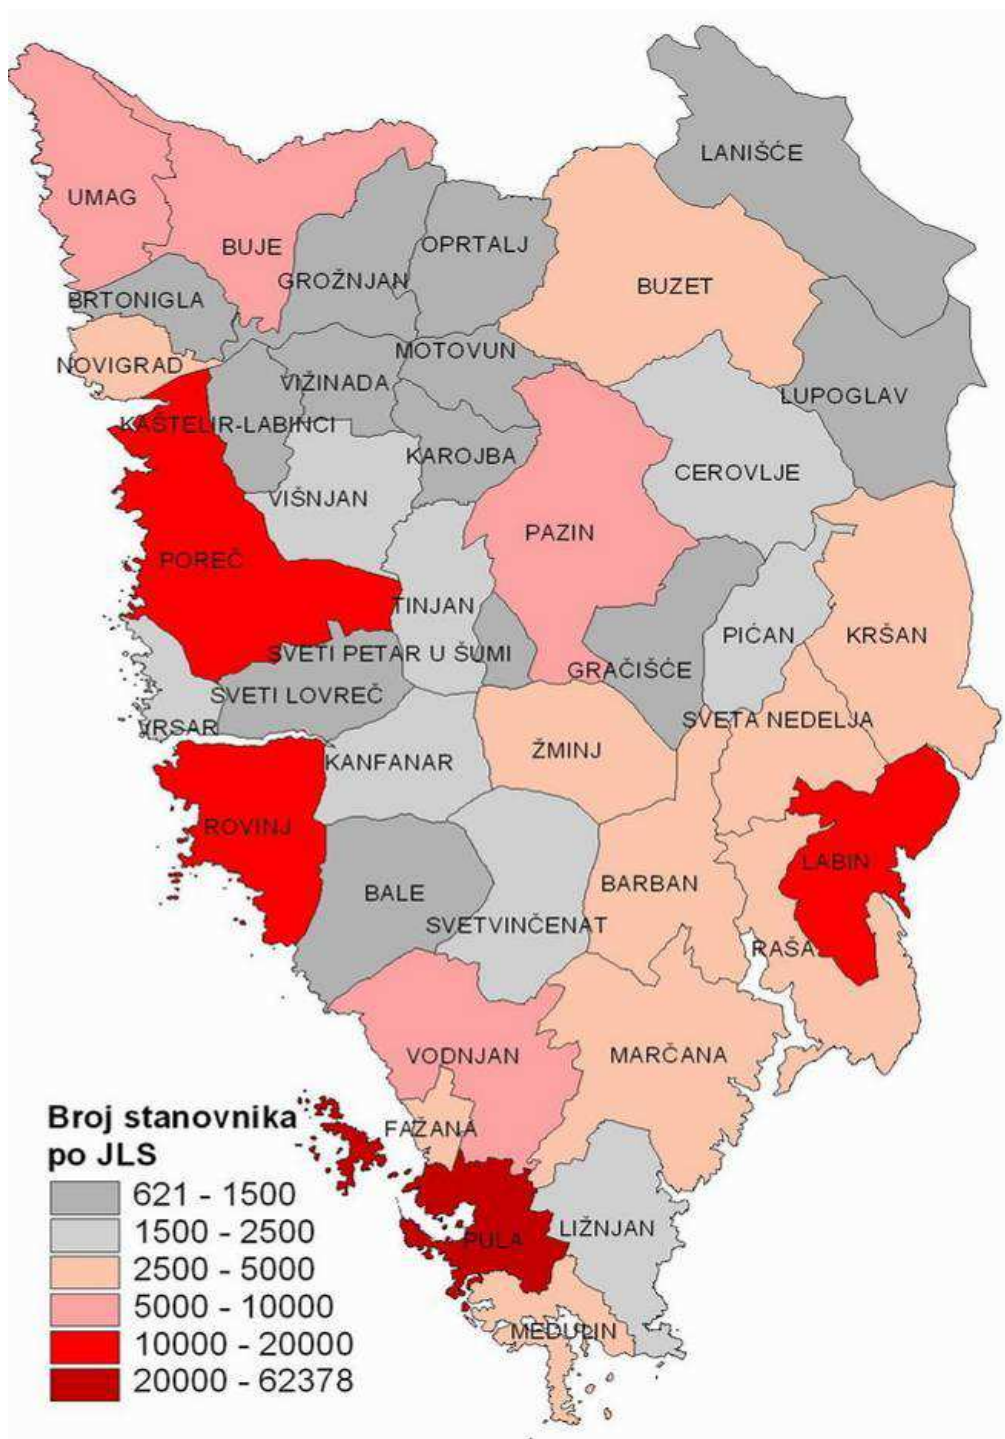 LANIŠĆE
UMAG
BUJE
OPRTALJ
GROŽNJAN
BUZET
BRTONIGLA
NOVIGRAD
MOTOVUN
VIŽINADA
LUPOGLAV
KAŠTELIR-LABINCI
KAROJBA
CEROVLJE
VIŠNJAN
PAZIN
POREČ
TINJAN
PIĆAN
KRŠAN
SVETI PETAR U ŠUMI
GRAČIŠĆE
SVETI LOVREČ
VRSAR
SVETA NEDELJA
KANFANAR
ŽMINJ
ROVINJ
LABIN
BALE
BARBAN
SVETVINČENAT
RAŠA
VODNJAN
MARČANA
FAŽANA
LIŽNJAN
PULA
MEDULIN
Broj stanovnika
po JLS
621 - 1500
1500 - 2500
2500 - 5000
5000 - 10000
10000 - 20000
20000 - 62378